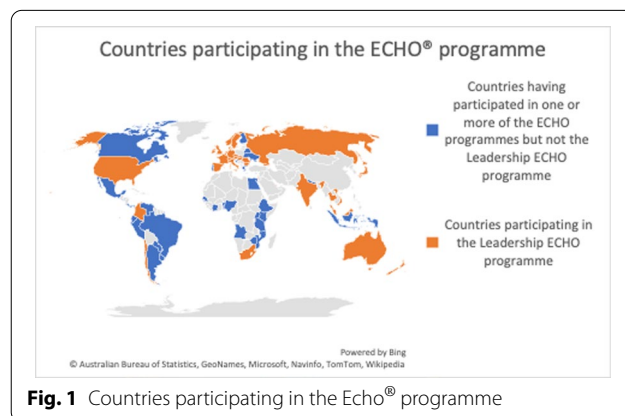 Countries participating in the ECHO® programme
Countries having
participated in one or
more of the ECHO
programmes but not the
Leadership ECHO
programme
Countries participating in
the Leadership ECHO
programme
Powered by Bing
© Australian Bureau of Statistics, GeoNames, Microsoft, Navinfo, TomTom, Wikipedia
Fig. 1 Countries participating in the Echo® programme